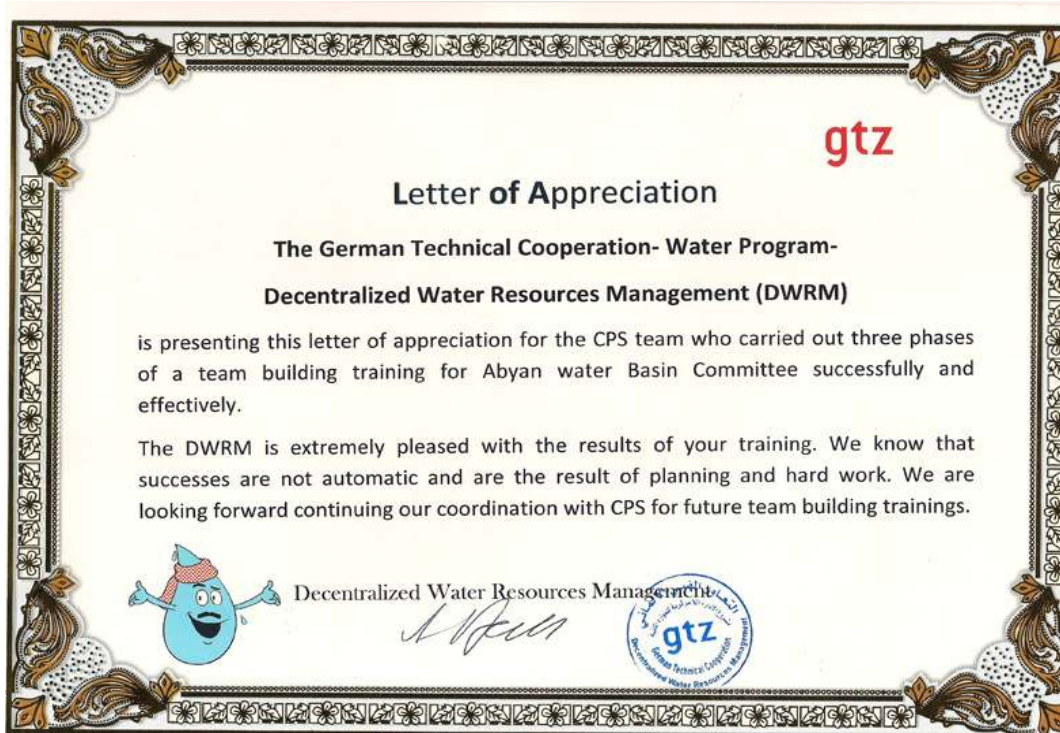 gtz
Letter of Appreciation
The German Technical Cooperation- Water Program-
Decentralized Water Resources Management (DWRM)
is presenting this letter of appreciation for the CPS team who carried out three phases
of a team building training for Abyan water Basin Committee successfully and
effectively.
The DWRM is extremely pleased with the results of your training. We know that
successes are not automatic and are the result of planning and hard work. We are
looking forward continuing our coordination with CPS for future team building trainings.
Decentralized Water Resources Management
gtz
German Technical Cooperation
Decentralized Water Resources Management